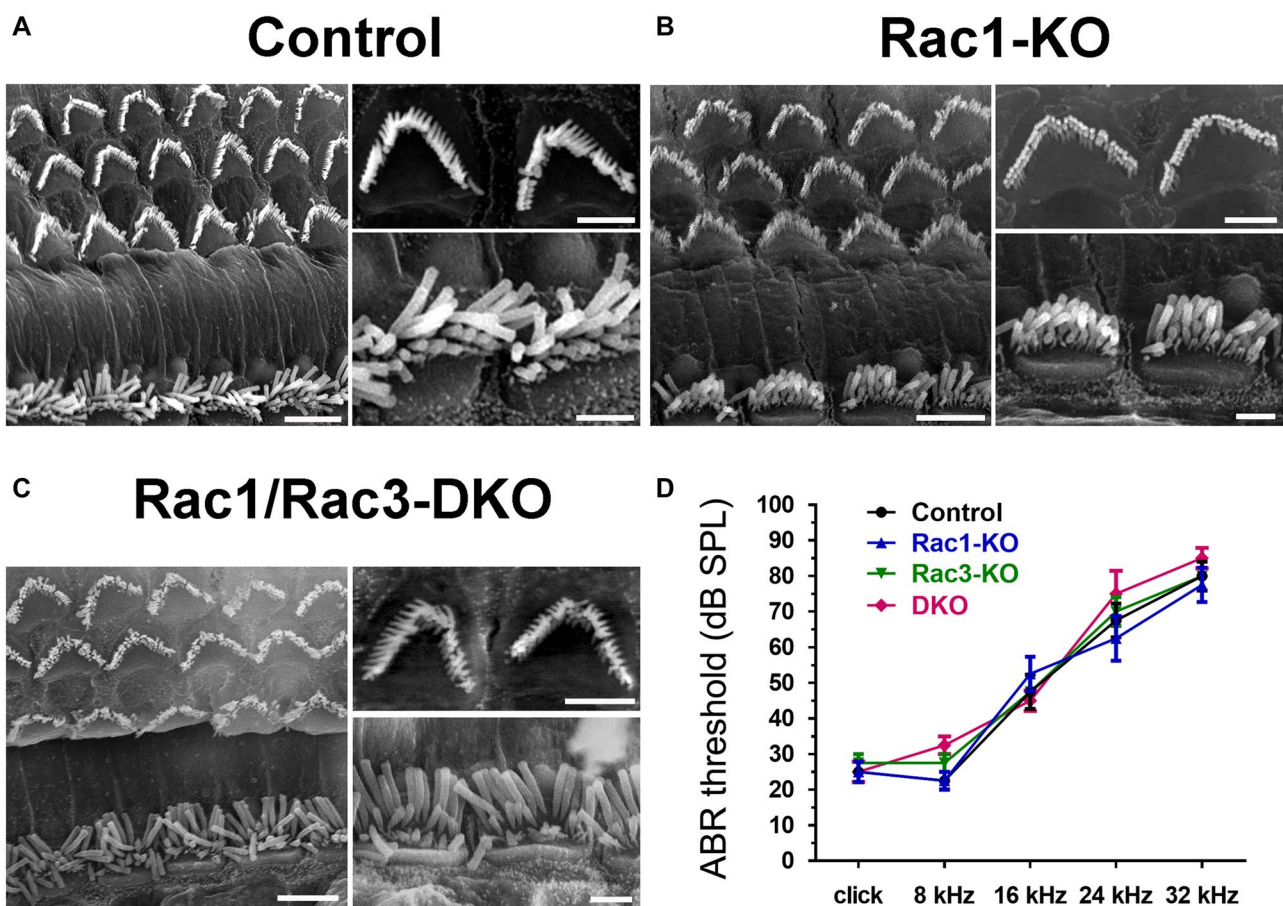 A
Control
B
Rac1-KO
C
Rac1/Rac3-DKO
D
ABR threshold (dB SPL)
100
90
80
70
60
50
40
30
20
10
0
Control
Rac1-KO
Rac3-KO
DKO
click
8 kHz
16 kHz
24 kHz
32 kHz